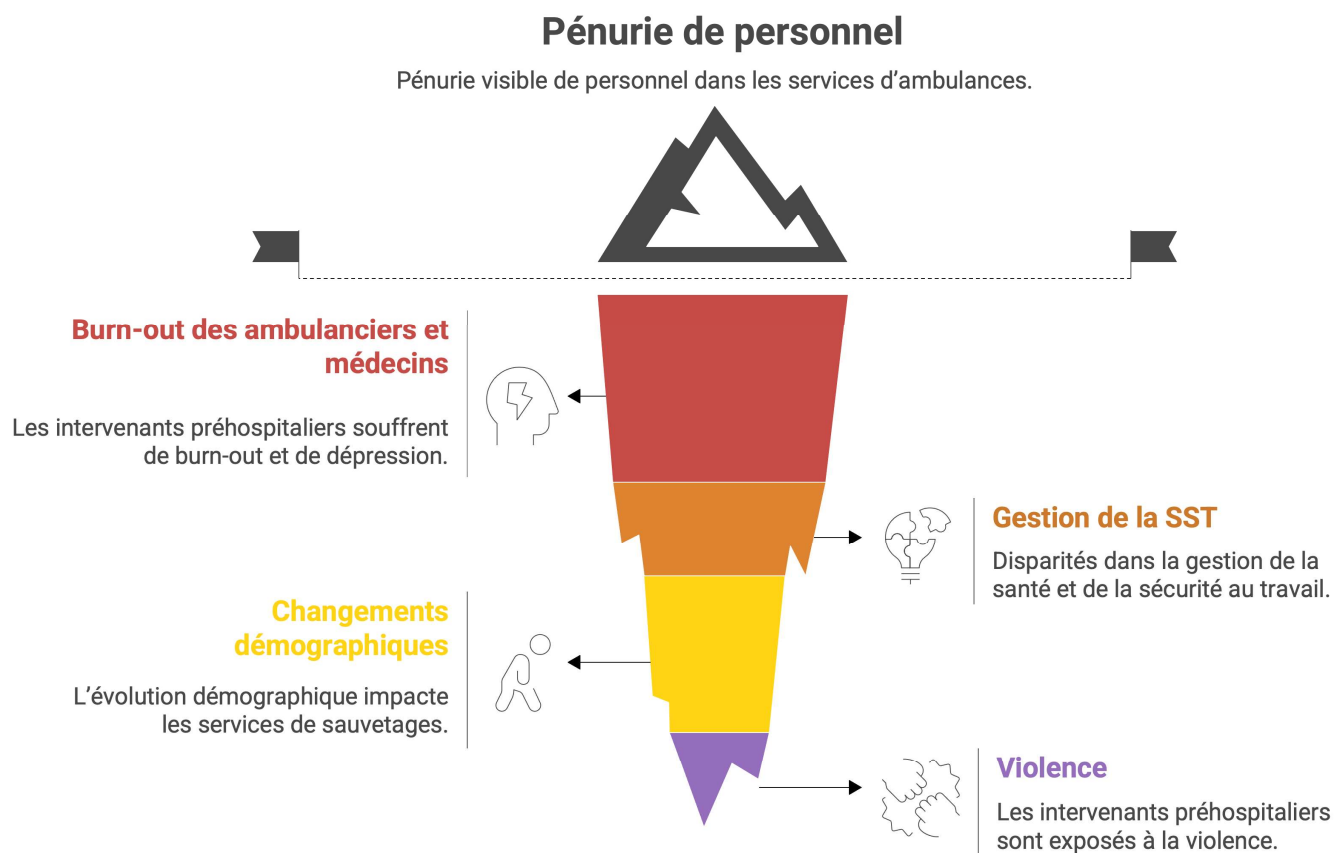 Pénurie de personnel
Pénurie visible de personnel dans les services d’ambulances.
Burn-out des ambulanciers et
médecins
Les intervenants préhospitaliers souffrent
de burn-out et de dépression.
Gestion de la SST
Disparités dans la gestion de la
santé et de la sécurité au travail.
Changements
démographiques
L’évolution démographique impacte
les services de sauvetages.
Violence
Les intervenants préhospitaliers
sont exposés à la violence.